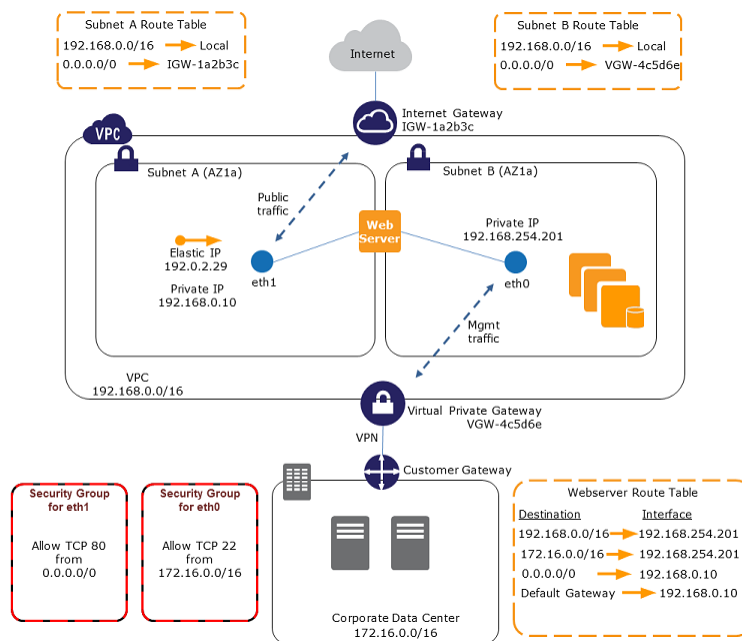 Subnet A Route Table
192.168.0.0/16 Local
0.0.0.0/0 IGW-1a2b3c
Internet
Subnet B Route Table
192.168.0.0/16 Local
0.0.0.0/0 VGW-4c5d6e
Internet Gateway
IGW-1a2b3c
VPC
Subnet A (AZ1a)
Subnet B (AZ1a)
Public
traffic
Web
Server
Private IP
192.168.254.201
Elastic IP
192.0.2.29
eth1
eth0
Private IP
192.168.0.10
Mgmt
traffic
VPC
192.168.0.0/16
Virtual Private Gateway
VGW-4c5d6e
VPN
Customer Gateway
Security Group
for eth1
Allow TCP 80
from
0.0.0.0/0
Security Group
for eth0
Allow TCP 22
from
172.16.0.0/16
Corporate Data Center
172.16.0.0/16
Webserver Route Table
Destination Interface
192.168.0.0/16 192.168.254.201
172.16.0.0/16 192.168.254.201
0.0.0.0/0 192.168.0.10
Default Gateway 192.168.0.10